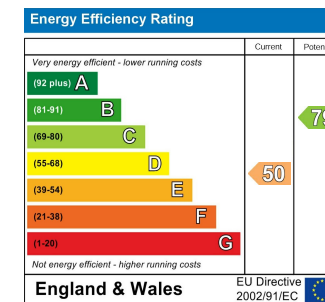 Energy Efficiency Rating
Current
Very energy efficient - lower running costs
(92 plus) A
(81-91) B
(69-80) C
(55-68) D
50
(39-54) E
(21-38) F
(1-20) G
Not energy efficient - higher running costs
England & Wales
EU Directive
2002/91/EC